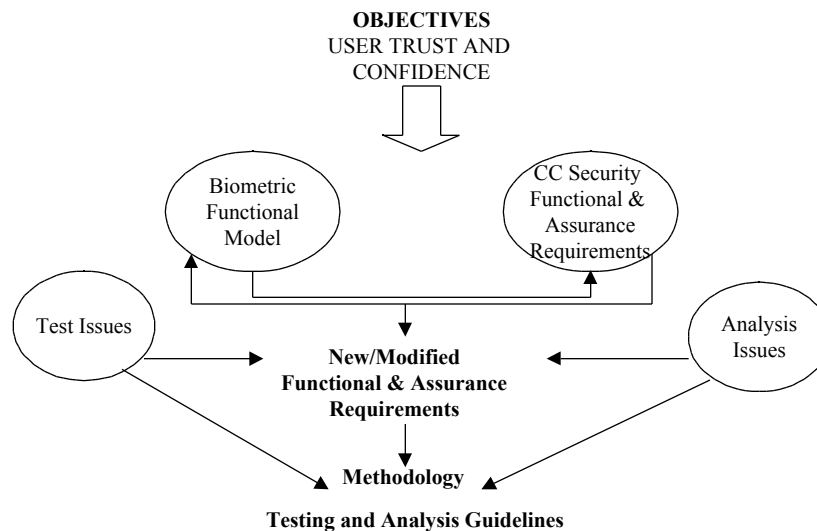 OBJECTIVES
USER TRUST AND
CONFIDENCE
Biometric
Functional
Model
CC Security
Functional &
Assurance
Requirements
Test Issues
Analysis
Issues
New/Modified
Functional & Assurance
Requirements
Methodology
Testing and Analysis Guidelines